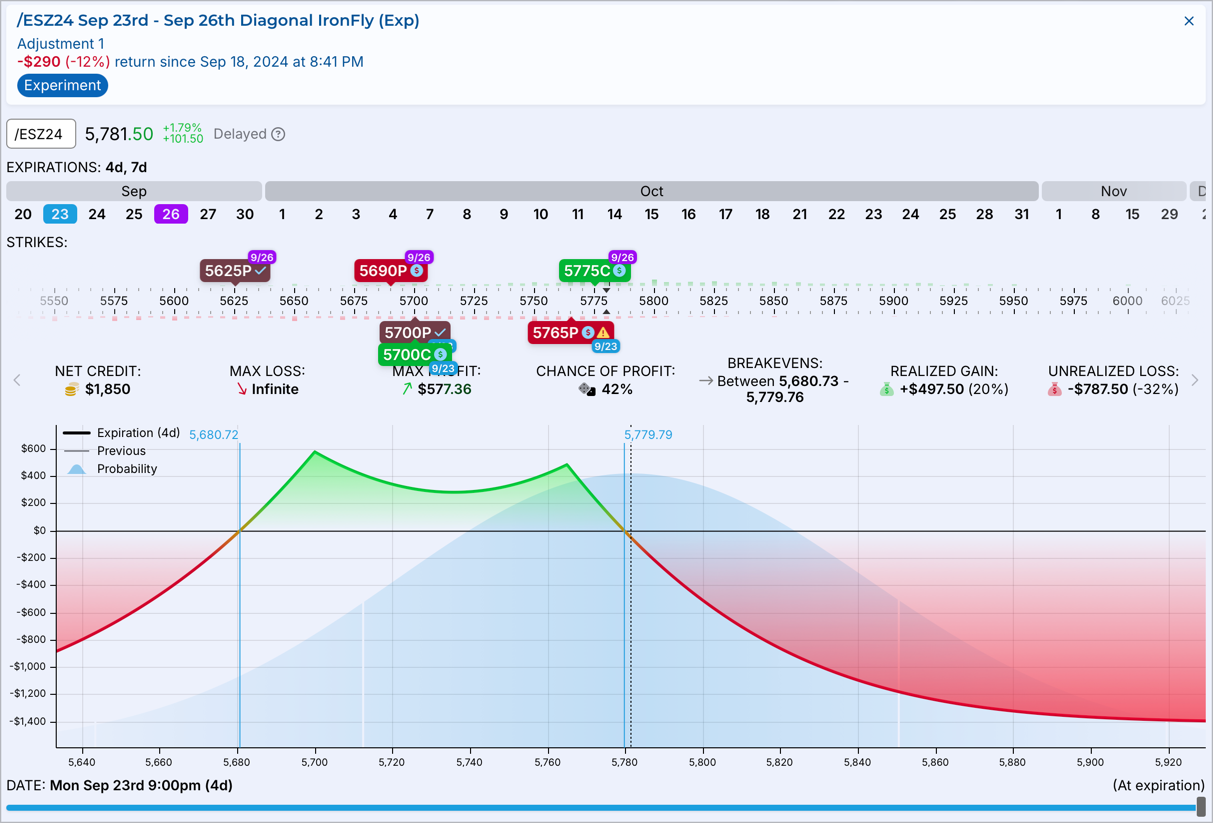 /ESZ24 Sep 23rd - Sep 26th Diagonal IronFly (Exp)
Adjustment 1
-$290 (-12%) return since Sep 18, 2024 at 8:41 PM
Experiment
/ESZ24 5,781.50 +1.79% +101.50 Delayed
EXPIRATIONS: 4d, 7d
Sep Oct Nov D
20 23 24 25 26 27 30 1 2 3 4 7 8 9 10 11 14 15 16 17 18 21 22 23 24 25 28 31 1 8 15 29
STRIKES:
9/26 9/26 9/26
5625P 5690P 5775C
5550 5575 5600 5625 5650 5675 5700 5725 5750 5775 5800 5825 5850 5875 5900 5925 5950 5975 6000 6025
5700P 5765P
9/23
5700C
9/23
NET CREDIT: MAX LOSS: MAX PROFIT: CHANCE OF PROFIT: BREAKEVENS: REALIZED GAIN: UNREALIZED LOSS:
$1,850 Infinite $577.36 42% Between 5,680.73 - +$497.50 (20%) -$787.50 (-32%)
5,779.76
Expiration (4d) 5,680.72 5,779.79
Previous
Probability
$600
$400
$200
$0
-$200
-$400
-$600
-$800
-$1,000
-$1,200
-$1,400
5,640 5,660 5,680 5,700 5,720 5,740 5,760 5,780 5,800 5,820 5,840 5,860 5,880 5,900 5,920
DATE: Mon Sep 23rd 9:00pm (4d) (At expiration)